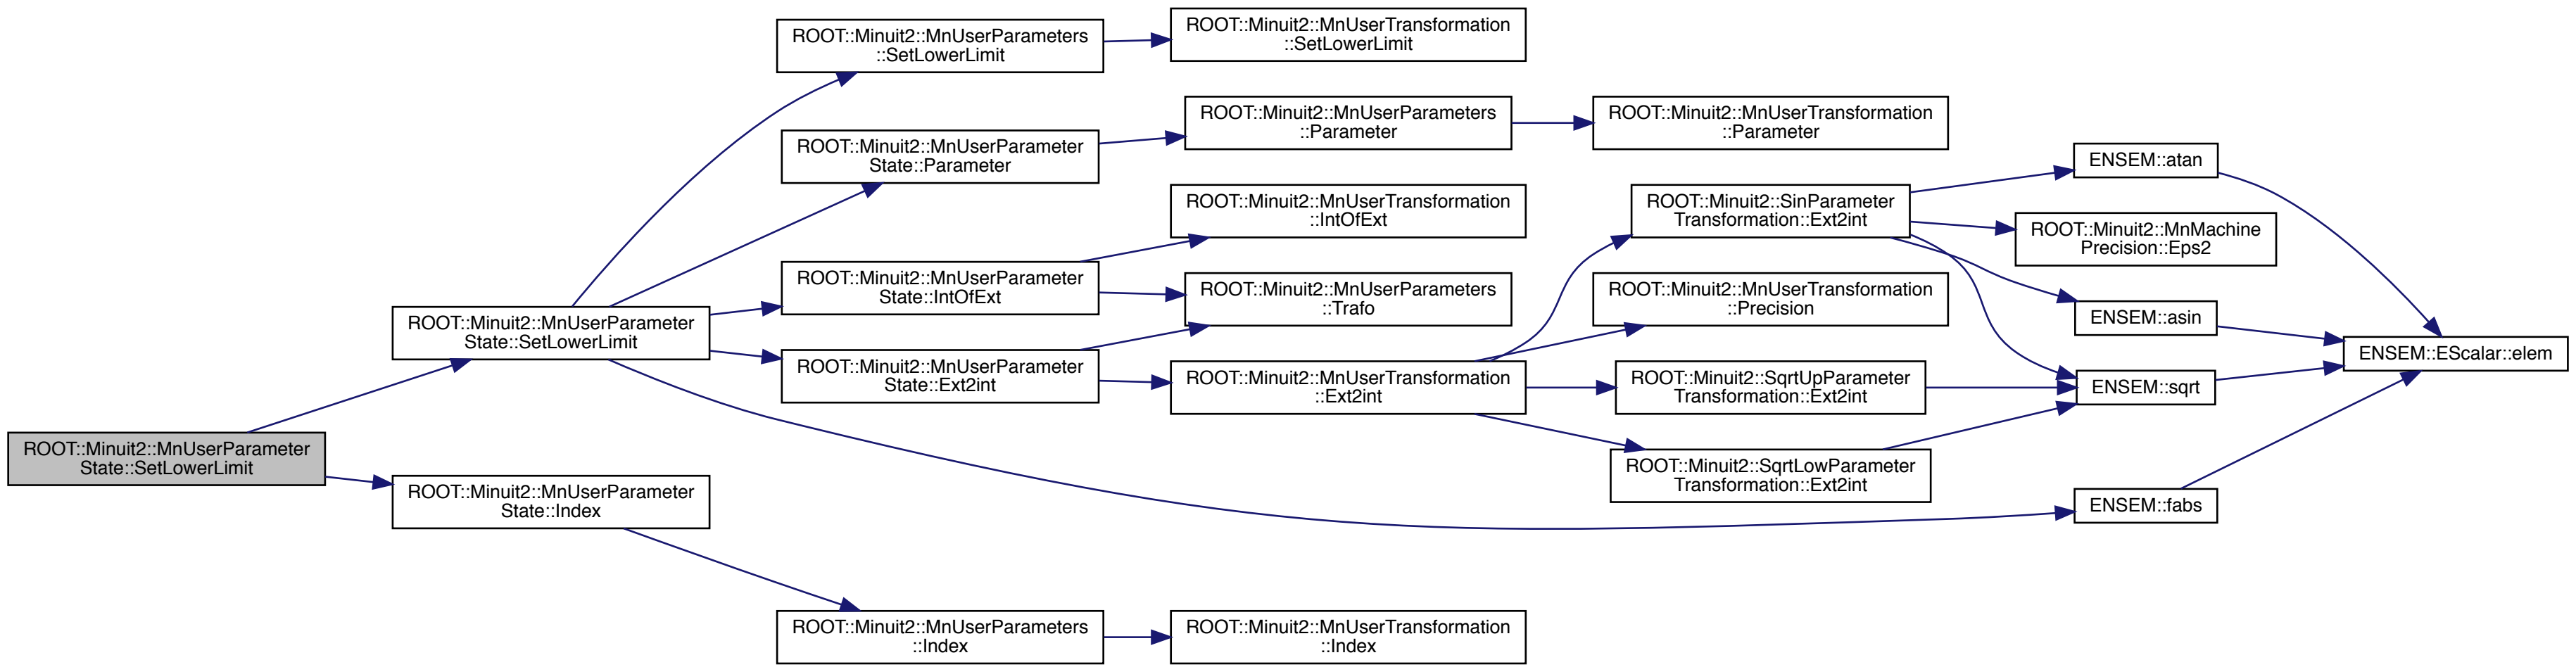 ROOT::Minuit2::MnUserParameter
State::SetLowerLimit
ROOT::Minuit2::MnUserParameter
State::SetLowerLimit
ROOT::Minuit2::MnUserParameter
State::Index
ROOT::Minuit2::MnUserParameters
::SetLowerLimit
ROOT::Minuit2::MnUserParameter
State::Parameter
ROOT::Minuit2::MnUserParameter
State::IntOfExt
ROOT::Minuit2::MnUserParameter
State::Ext2int
ROOT::Minuit2::MnUserParameters
::Index
ROOT::Minuit2::MnUserTransformation
::SetLowerLimit
ROOT::Minuit2::MnUserParameters
::Parameter
ROOT::Minuit2::MnUserTransformation
::IntOfExt
ROOT::Minuit2::MnUserParameters
::Trafo
ROOT::Minuit2::MnUserTransformation
::Ext2int
ROOT::Minuit2::MnUserTransformation
::Index
ROOT::Minuit2::MnUserTransformation
::Parameter
ROOT::Minuit2::SinParameter
Transformation::Ext2int
ROOT::Minuit2::MnUserTransformation
::Precision
ROOT::Minuit2::SqrtUpParameter
Transformation::Ext2int
ROOT::Minuit2::SqrtLowParameter
Transformation::Ext2int
ENSEM::atan
ROOT::Minuit2::MnMachine
Precision::Eps2
ENSEM::asin
ENSEM::sqrt
ENSEM::fabs
ENSEM::EScalar::elem